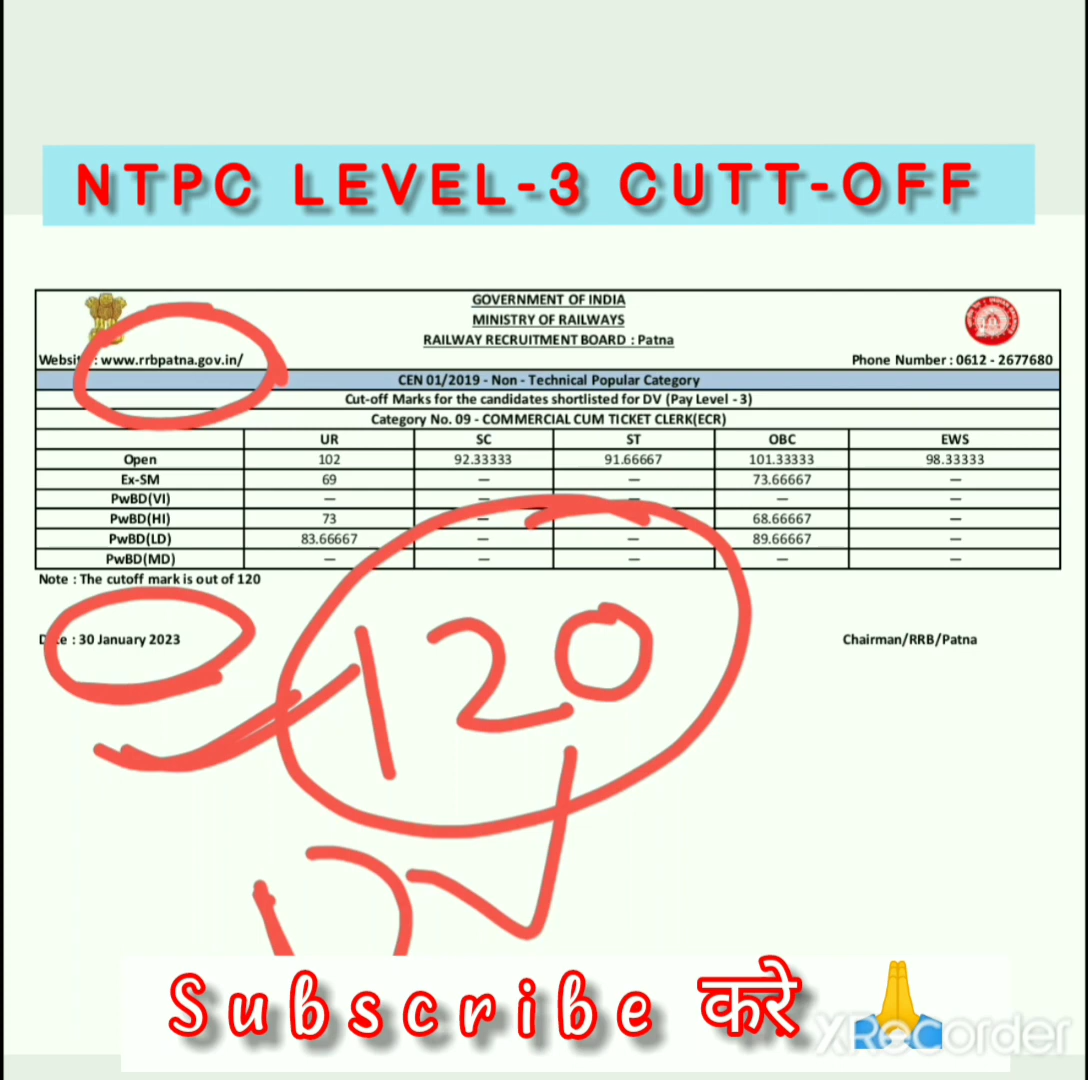 NTPC LEVEL-3 CUTT-OFF
GOVERNMENT OF INDIA
MINISTRY OF RAILWAYS
RAILWAY RECRUITMENT BOARD : Patna
www.rrbpatna.gov.in/ Phone Number : 0612 - 2677680
CEN 01/2019 - Non - Technical Popular Category
Cut-off Marks for the candidates shortlisted for DV (Pay Level - 3)
Category No. 09 - COMMERCIAL CUM TICKET CLERK(ECR)
UR SC ST OBC EWS
Open 102 92.33333 91.66667 101.33333 98.33333
Ex-SM 69 — — 73.66667 —
PwBD(VI) — — — — —
PwBD(HI) 73 — — 68.66667 —
PwBD(LD) 83.66667 — — 89.66667 —
PwBD(MD) — — — — —
Note : The cutoff mark is out of 120
: 30 January 2023 Chairman/RRB/Patna
120
DV
Subscribe करे 🙏
XRecorder